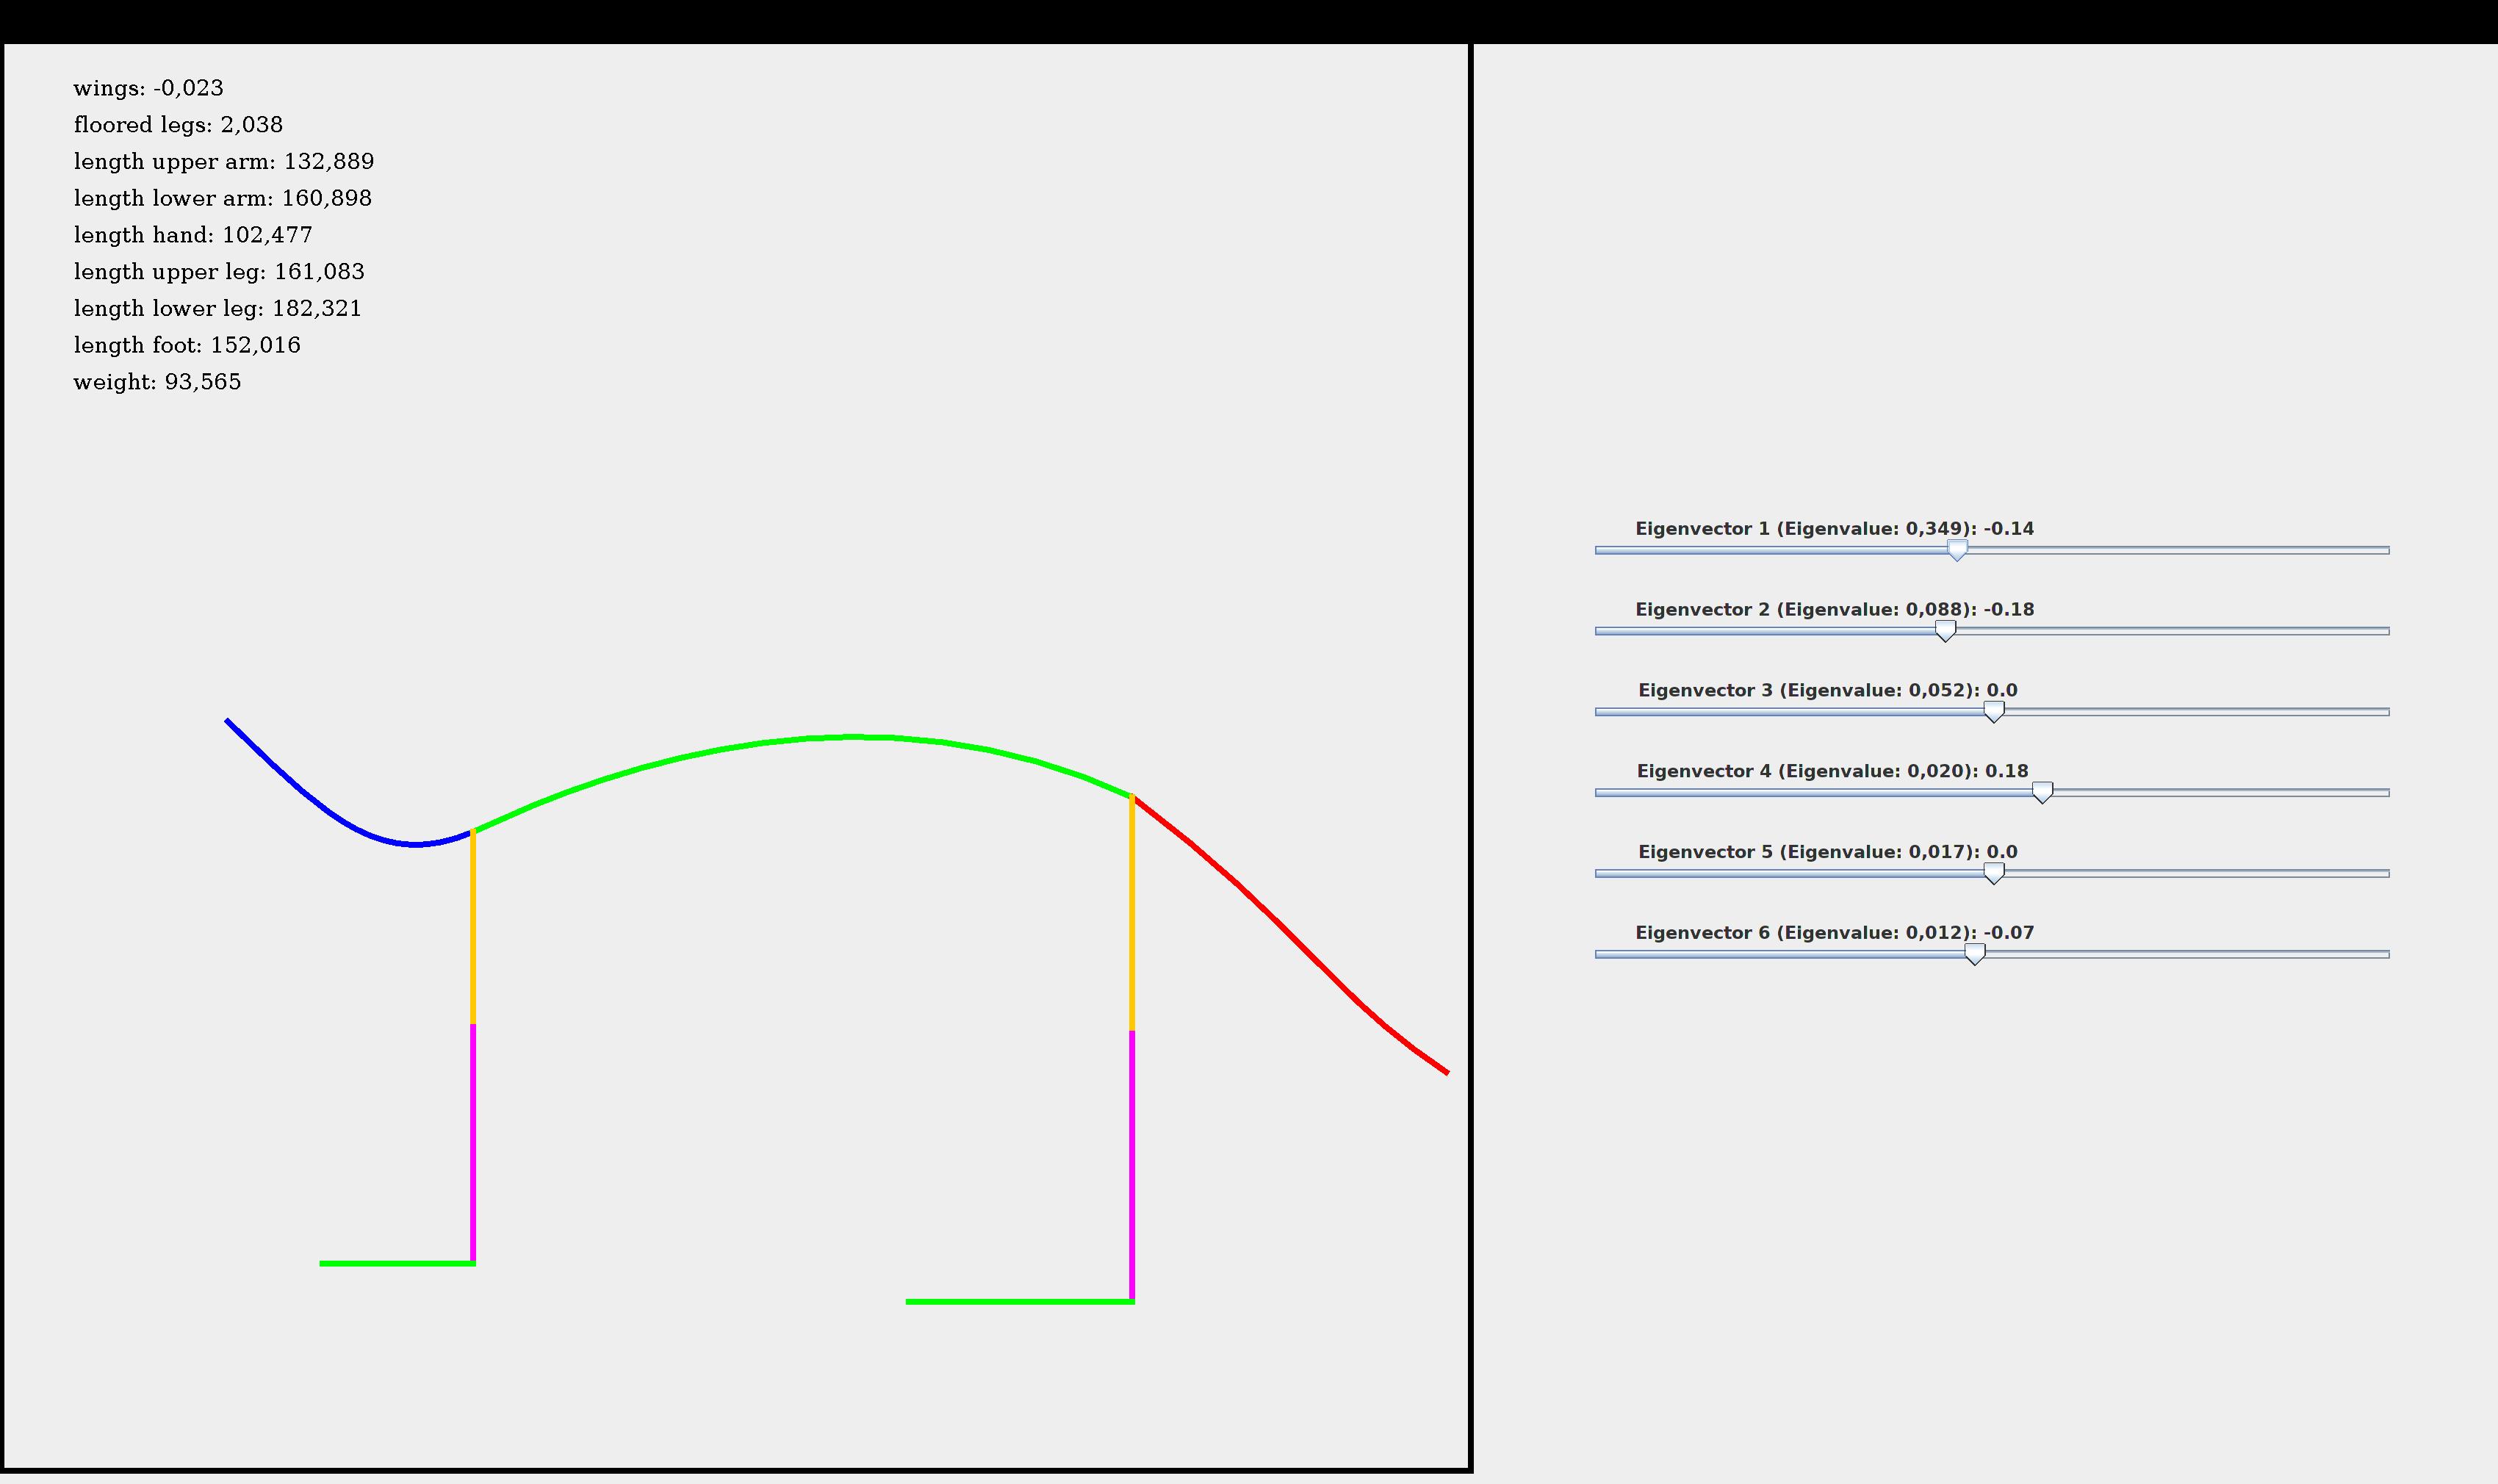 wings: -0,023
floored legs: 2,038
length upper arm: 132,889
length lower arm: 160,898
length hand: 102,477
length upper leg: 161,083
length lower leg: 182,321
length foot: 152,016
weight: 93,565
Eigenvector 1 (Eigenvalue: 0,349): -0.14
Eigenvector 2 (Eigenvalue: 0,088): -0.18
Eigenvector 3 (Eigenvalue: 0,052): 0.0
Eigenvector 4 (Eigenvalue: 0,020): 0.18
Eigenvector 5 (Eigenvalue: 0,017): 0.0
Eigenvector 6 (Eigenvalue: 0,012): -0.07